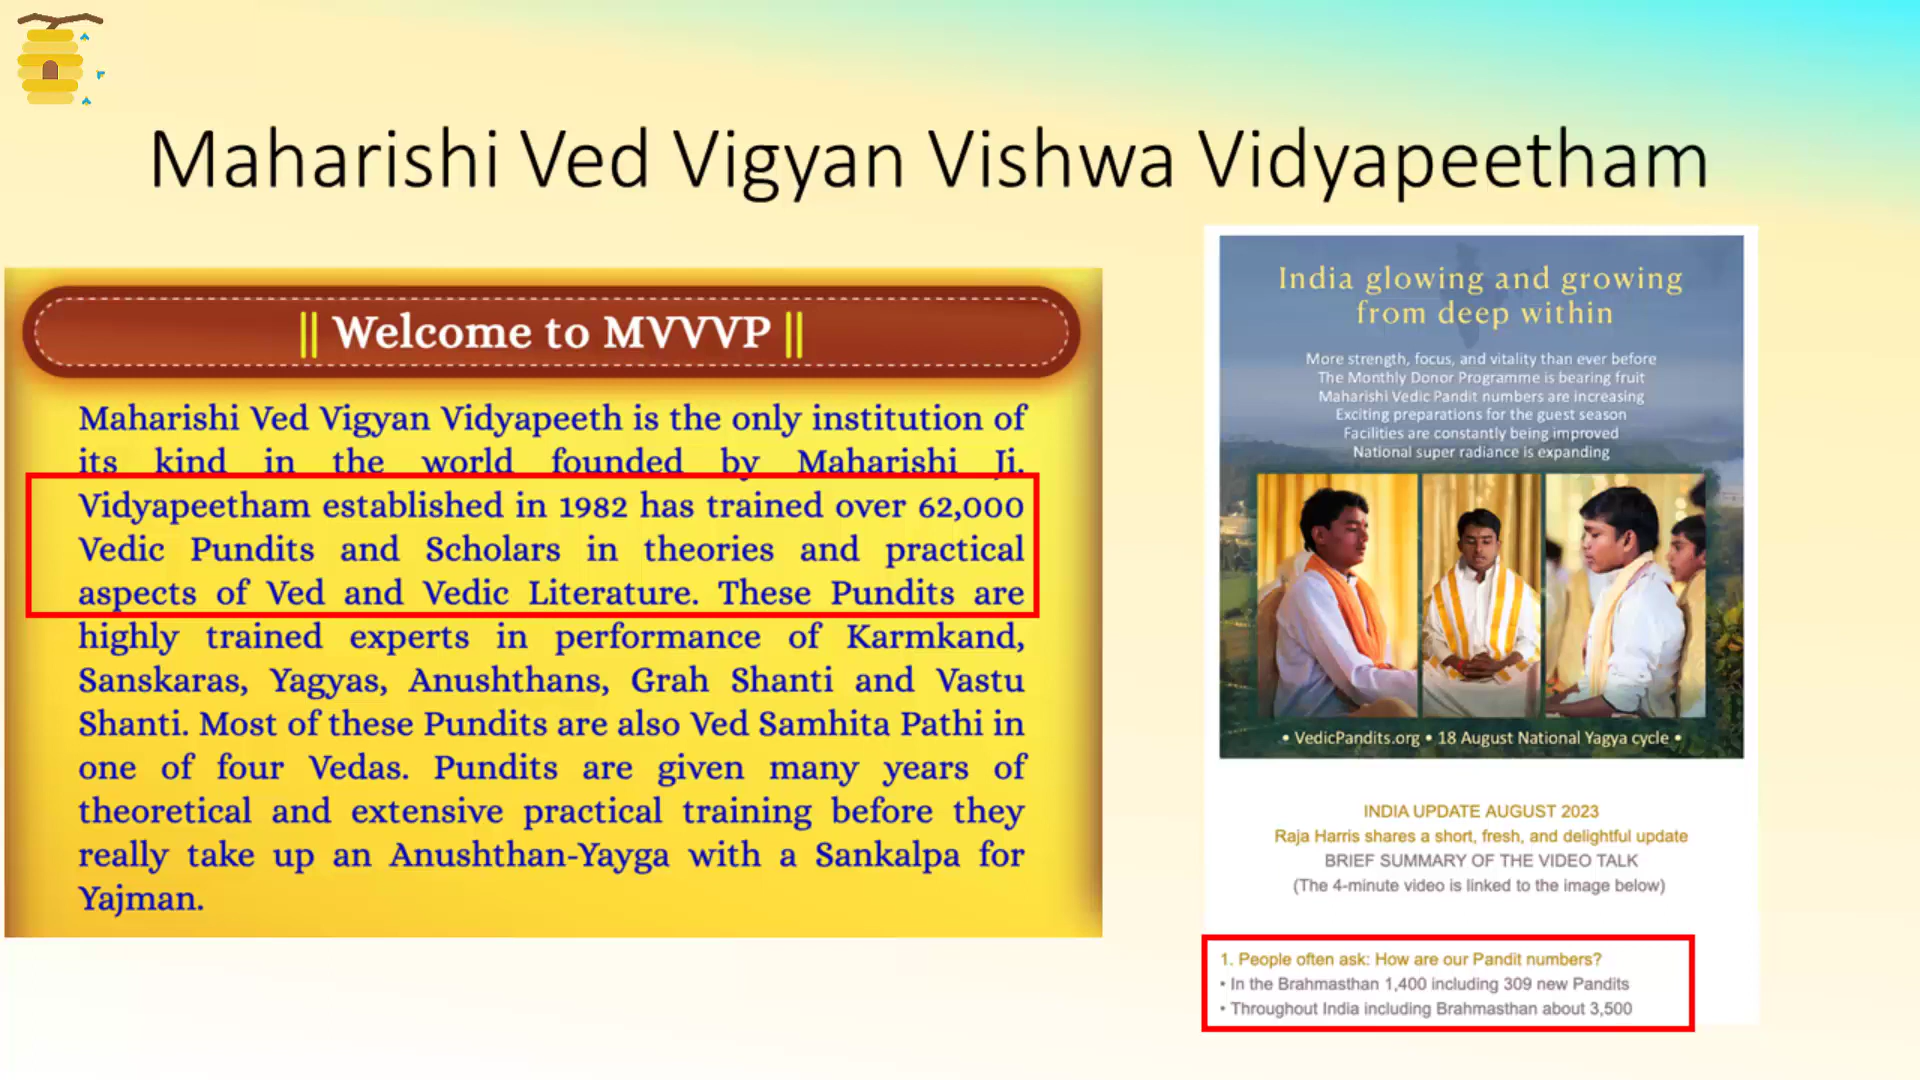 Maharishi Ved Vigyan Vishwa Vidyapeetham
|| Welcome to MVVVP ||
Maharishi Ved Vigyan Vidyapeeth is the only institution of
its kind in the world founded by Maharishi Ji.
Vidyapeetham established in 1982 has trained over 62,000
Vedic Pundits and Scholars in theories and practical
aspects of Ved and Vedic Literature. These Pundits are
highly trained experts in performance of Karmkand,
Sanskaras, Yagyas, Anushthans, Grah Shanti and Vastu
Shanti. Most of these Pundits are also Ved Samhita Pathi in
one of four Vedas. Pundits are given many years of
theoretical and extensive practical training before they
really take up an Anushthan-Yayga with a Sankalpa for
Yajman.
India glowing and growing
from deep within
More strength, focus, and vitality than ever before
The Monthly Donor Programme is bearing fruit
Maharishi Vedic Pandit numbers are increasing
Exciting preparations for the guest season
Facilities are constantly being improved
National super radiance is expanding
• VedicPandits.org • 18 August National Yagya cycle •
INDIA UPDATE AUGUST 2023
Raja Harris shares a short, fresh, and delightful update
BRIEF SUMMARY OF THE VIDEO TALK
(The 4-minute video is linked to the image below)
1. People often ask: How are our Pandit numbers?
• In the Brahmasthan 1,400 including 309 new Pandits
• Throughout India including Brahmasthan about 3,500